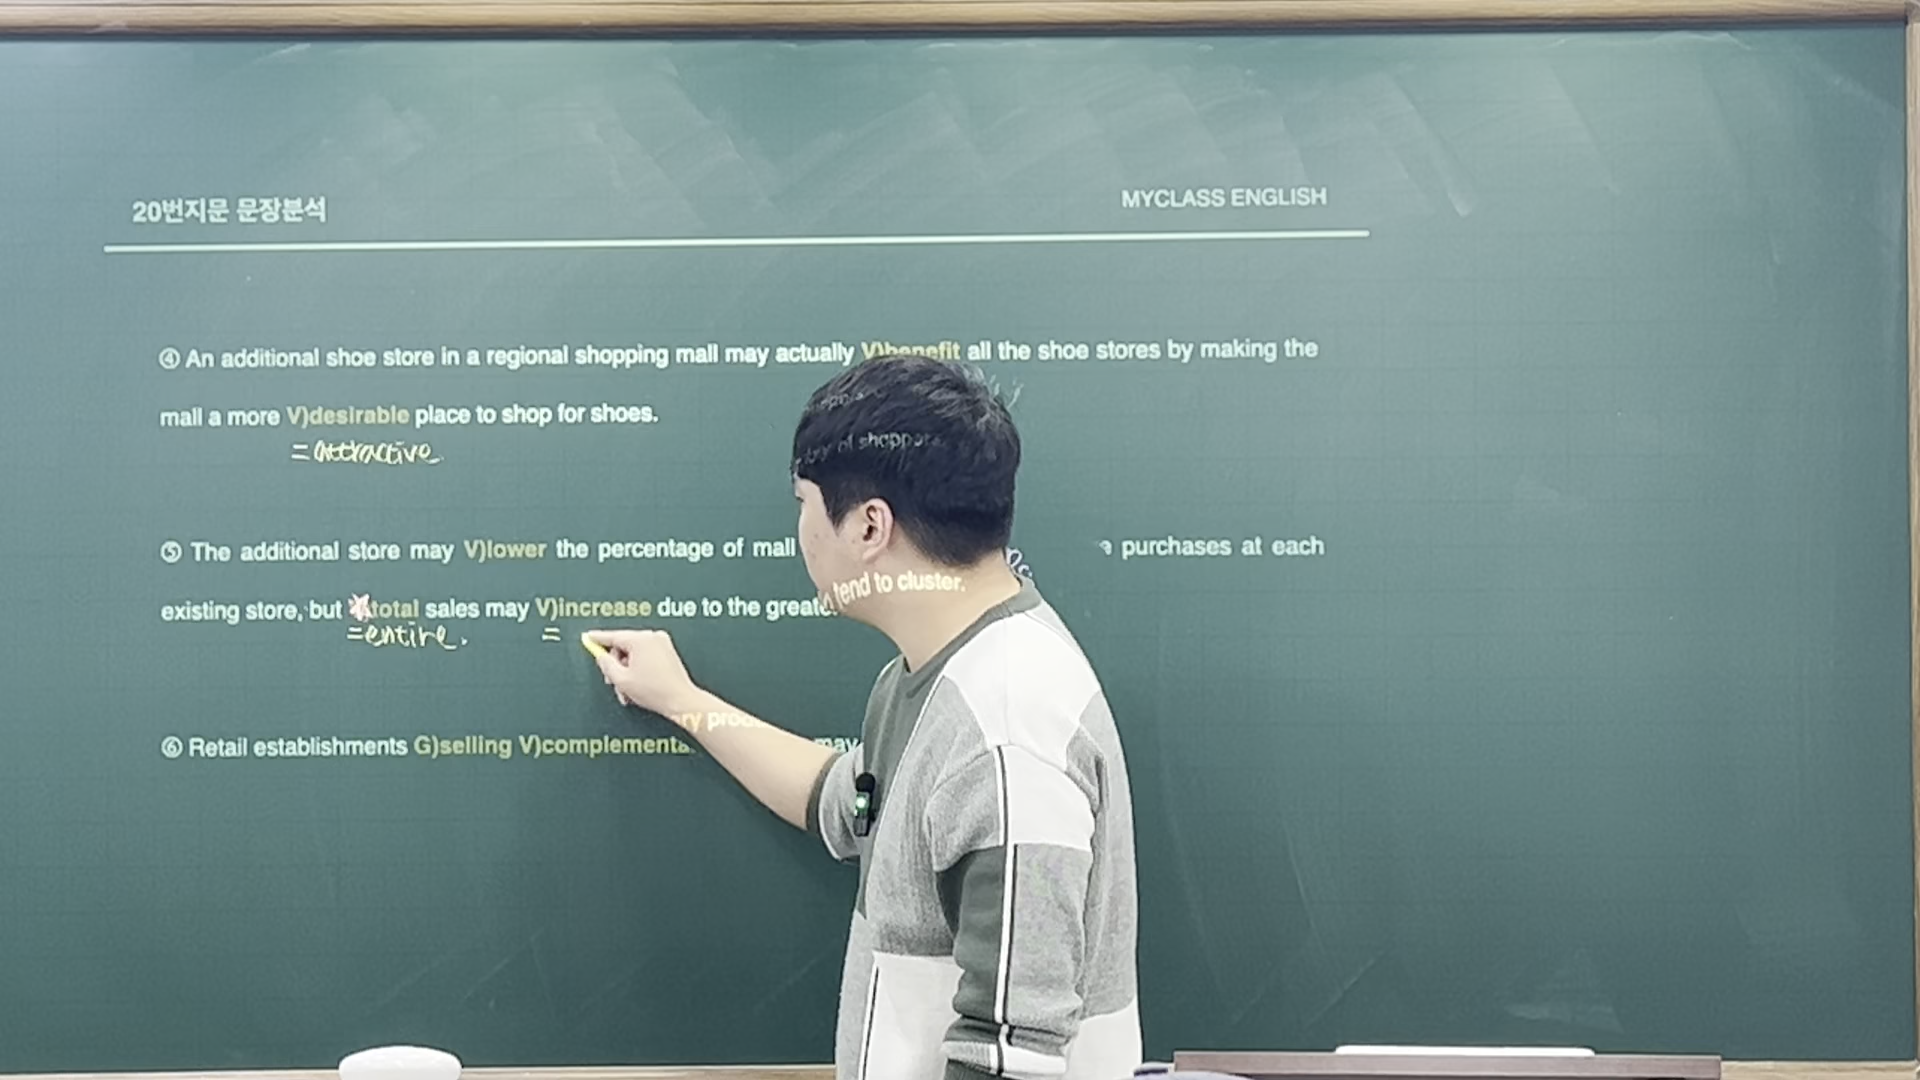 20번지문 문장분석
MYCLASS ENGLISH
④ An additional shoe store in a regional shopping mall may actually V)benefit all the shoe stores by making the
mall a more V)desirable place to shop for shoes.
=attractive.
⑤ The additional store may V)lower the percentage of mall purchases at each
of shoppers
existing store, but total sales may V)increase due to the greate
tend to cluster.
=entire. =
⑥ Retail establishments G)selling V)complementa may